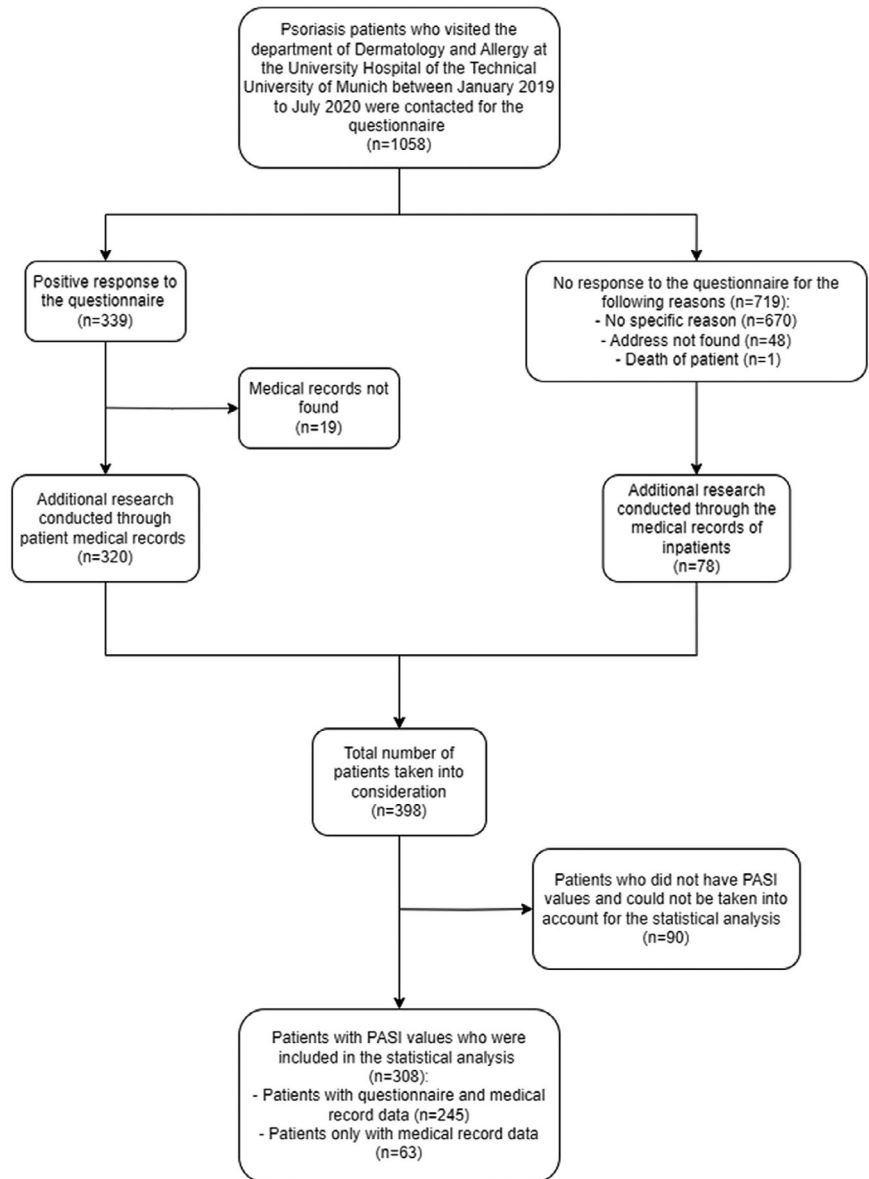 Psoriasis patients who visited the
department of Dermatology and Allergy at
the University Hospital of the Technical
University of Munich between January 2019
to July 2020 were contacted for the
questionnaire
(n=1058)
Positive response to
the questionnaire
(n=339)
No response to the questionnaire for the
following reasons (n=719):
- No specific reason (n=670)
- Address not found (n=48)
- Death of patient (n=1)
Medical records not
found
(n=19)
Additional research
conducted through
patient medical records
(n=320)
Additional research
conducted through the
medical records of
inpatients
(n=78)
Total number of
patients taken into
consideration
(n=398)
Patients who did not have PASI
values and could not be taken into
account for the statistical analysis
(n=90)
Patients with PASI values who were
included in the statistical analysis
(n=308):
- Patients with questionnaire and medical
record data (n=245)
- Patients only with medical record data
(n=63)